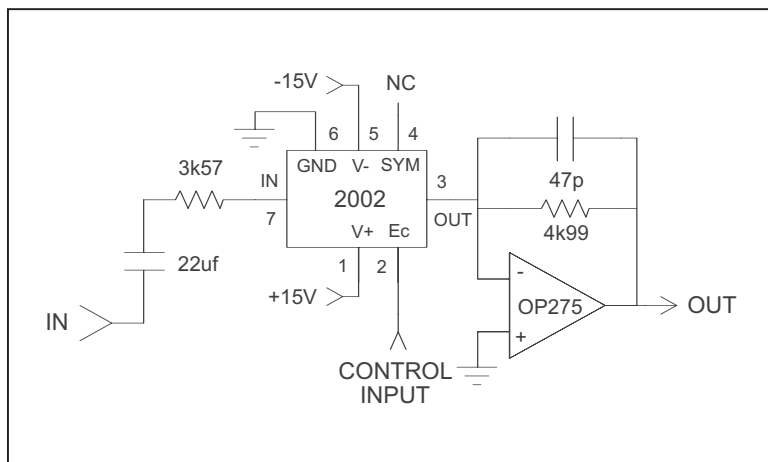 -15V
NC
6
5
4
GND
V-
SYM
3k57
IN
3
47p
2002
7
OUT
4k99
V+
Ec
22uf
1
2
-
+15V
OP275
OUT
IN
+
CONTROL
INPUT